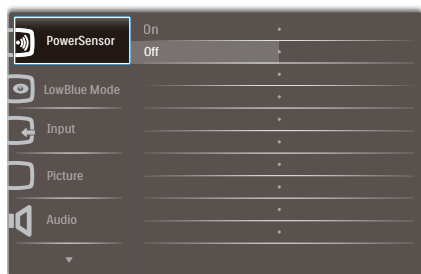 PowerSensor
On
Off
LowBlue Mode
Input
Picture
Audio